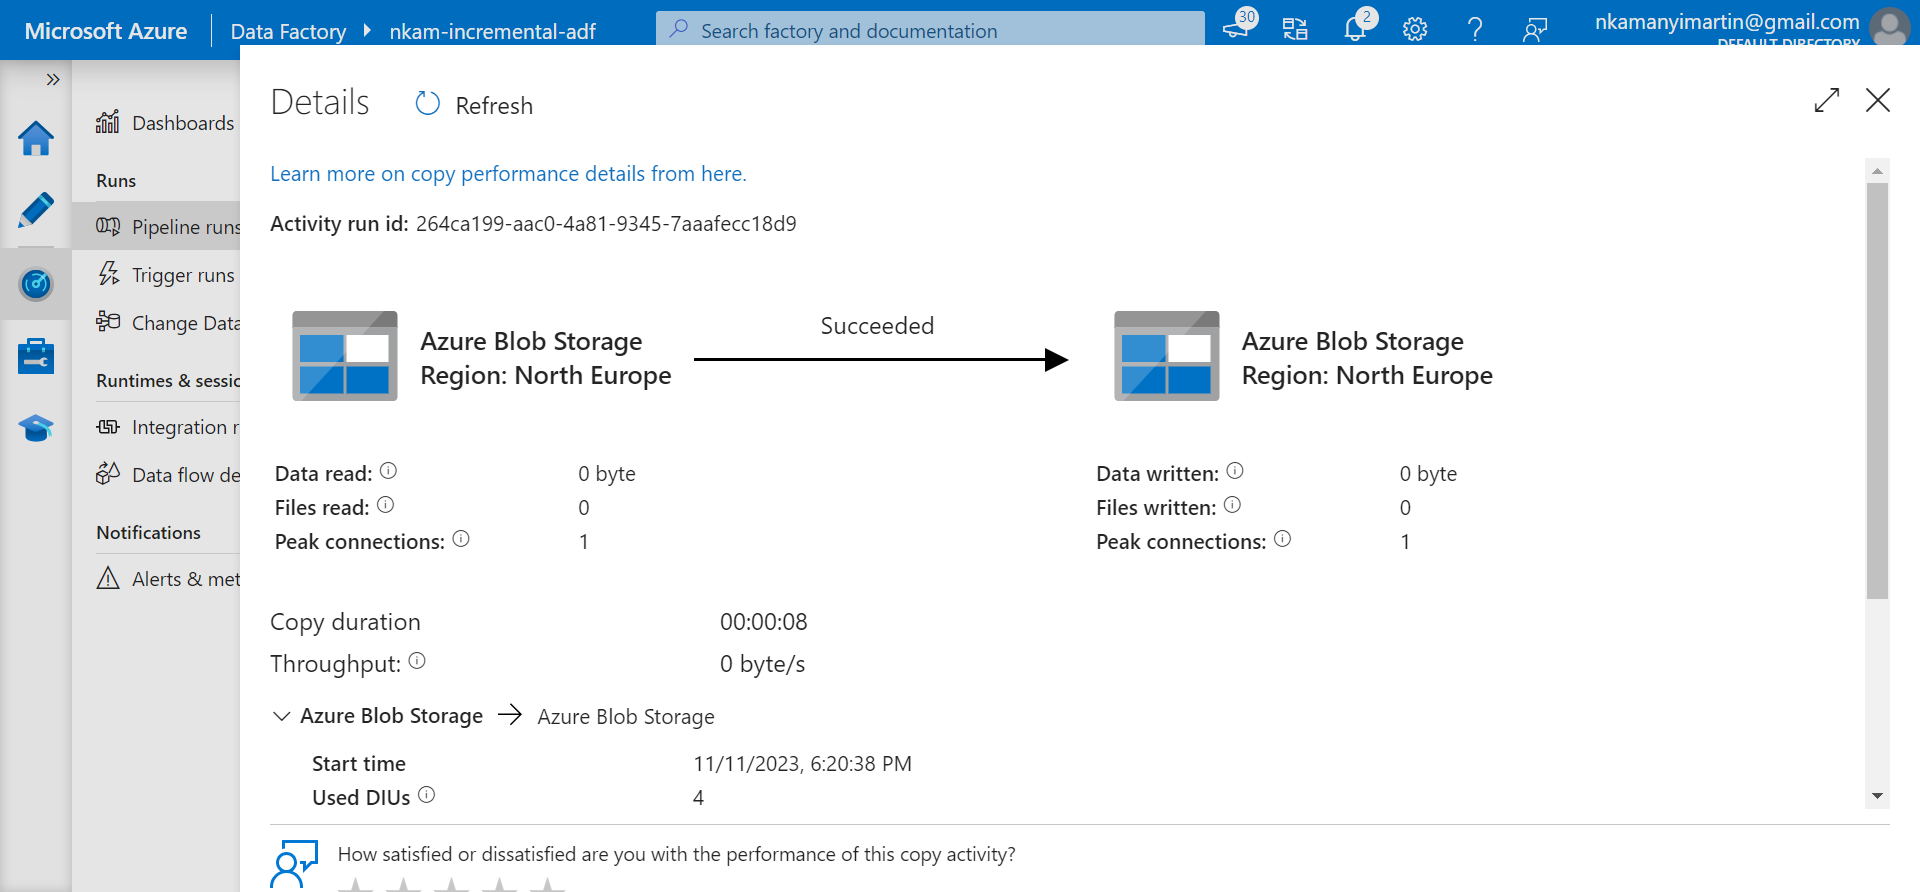 Microsoft Azure
Data Factory
nkam-incremental-adf
Search factory and documentation
30
2
nkamanyimartin@gmail.com
DEFAULT DIRECTORY
Dashboards
Runs
Pipeline runs
Trigger runs
Change Data
Runtimes & sessio
Integration r
Data flow de
Notifications
Alerts & met
Details
Refresh
Learn more on copy performance details from here.
Activity run id: 264ca199-aac0-4a81-9345-7aaafecc18d9
Azure Blob Storage
Region: North Europe
Succeeded
Azure Blob Storage
Region: North Europe
Data read: 0 byte
Files read: 0
Peak connections: 1
Data written: 0 byte
Files written: 0
Peak connections: 1
Copy duration 00:00:08
Throughput: 0 byte/s
Azure Blob Storage → Azure Blob Storage
Start time 11/11/2023, 6:20:38 PM
Used DIUs 4
How satisfied or dissatisfied are you with the performance of this copy activity?